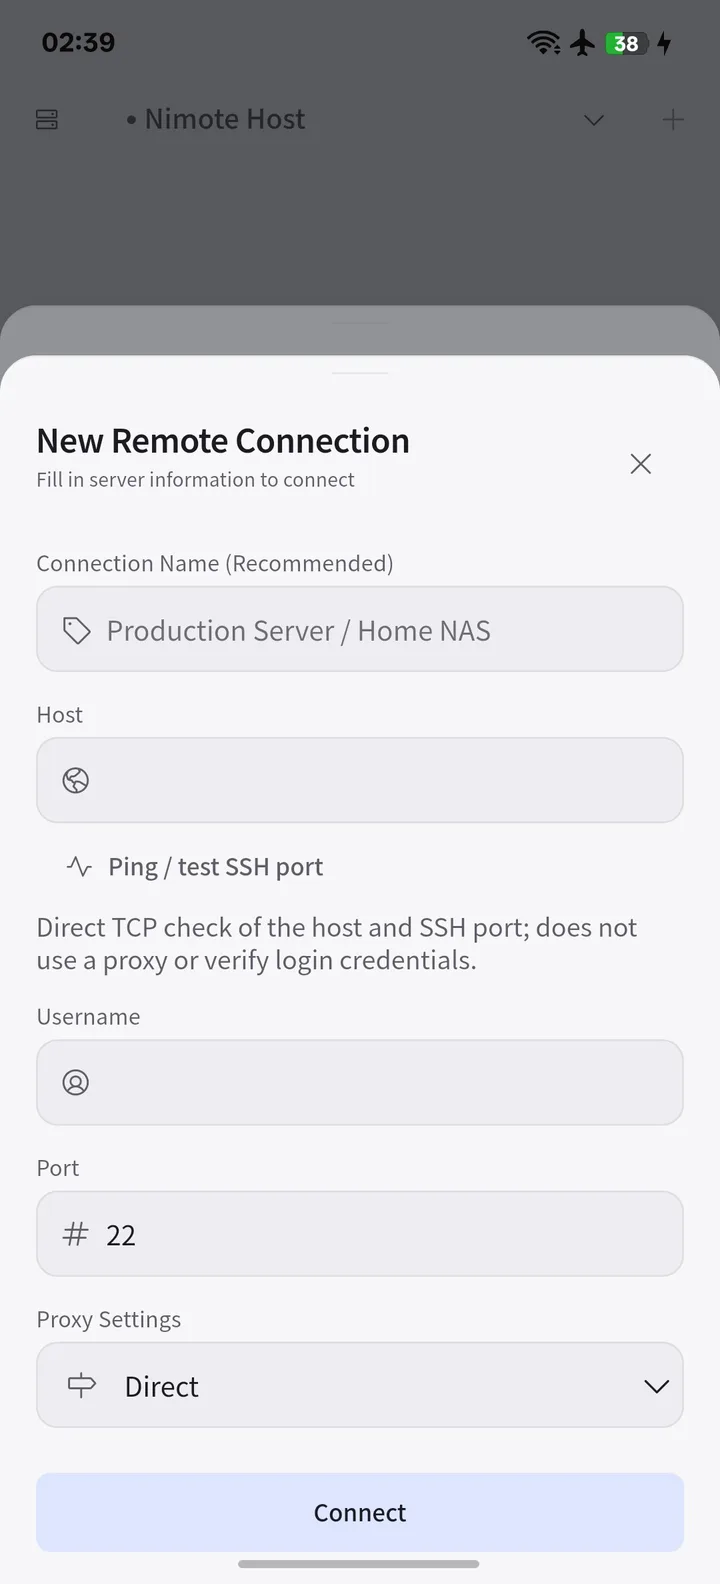 02:39
38
• Nimote Host
New Remote Connection
Fill in server information to connect
Connection Name (Recommended)
Production Server / Home NAS
Host
Ping / test SSH port
Direct TCP check of the host and SSH port; does not
use a proxy or verify login credentials.
Username
Port
22
Proxy Settings
Direct
Connect